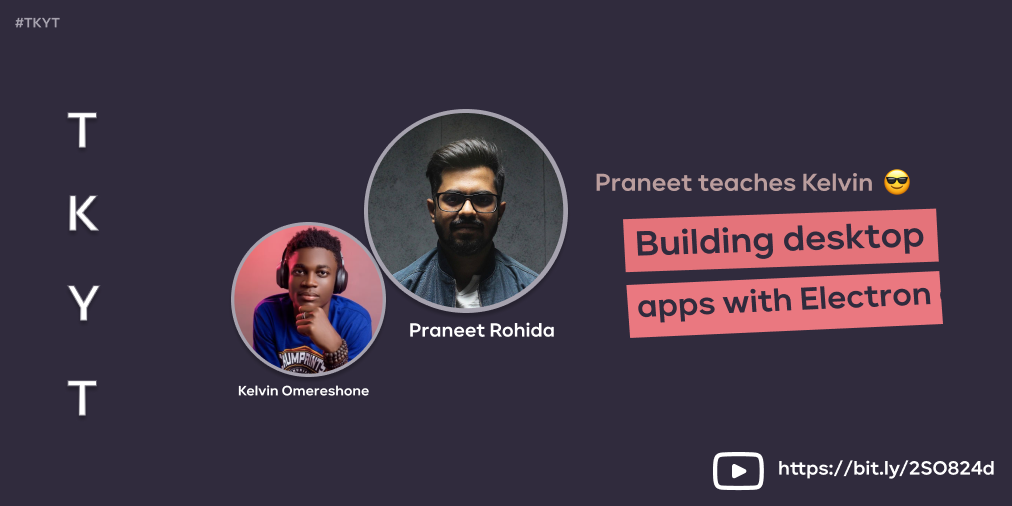 #TKYT
T
K
Y
T
Praneet teaches Kelvin 😎
Building desktop
apps with Electron
Praneet Rohida
Kelvin Omereshone
https://bit.ly/2SO824d